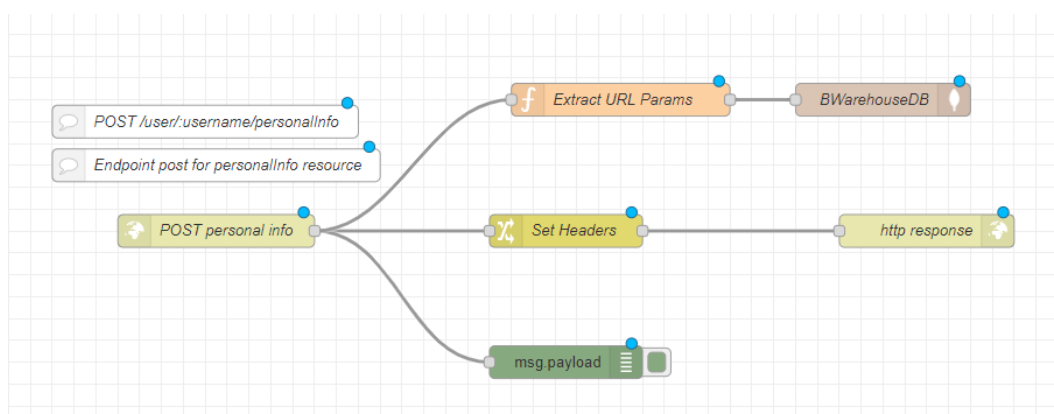 Extract URL Params
BWarehouseDB
POST /user/:username/personalInfo
Endpoint post for personalInfo resource
POST personal info
Set Headers
http response
msg.payload